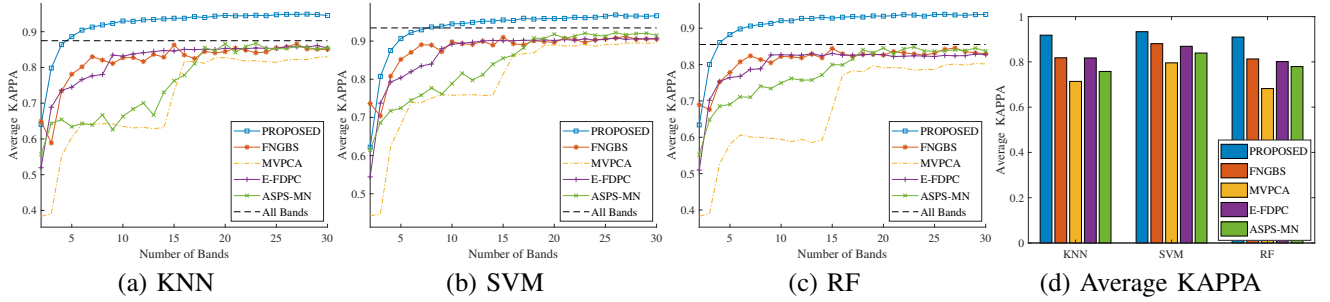 Average KAPPA
0.9
0.8
0.7
0.6
0.5
0.4
PROPOSED
FNGBS
MVPCA
E-FDPC
ASPS-MN
All Bands
5 10 15 20 25 30
Number of Bands
(a) KNN
Average KAPPA
0.9
0.8
0.7
0.6
0.5
PROPOSED
FNGBS
MVPCA
E-FDPC
ASPS-MN
All Bands
5 10 15 20 25 30
Number of Bands
(b) SVM
Average KAPPA
0.9
0.8
0.7
0.6
0.5
0.4
PROPOSED
FNGBS
MVPCA
E-FDPC
ASPS-MN
All Bands
5 10 15 20 25 30
Number of Bands
(c) RF
Average KAPPA
1
0.8
0.6
0.4
0.2
0
PROPOSED
FNGBS
MVPCA
E-FDPC
ASPS-MN
KNN SVM RF
(d) Average KAPPA